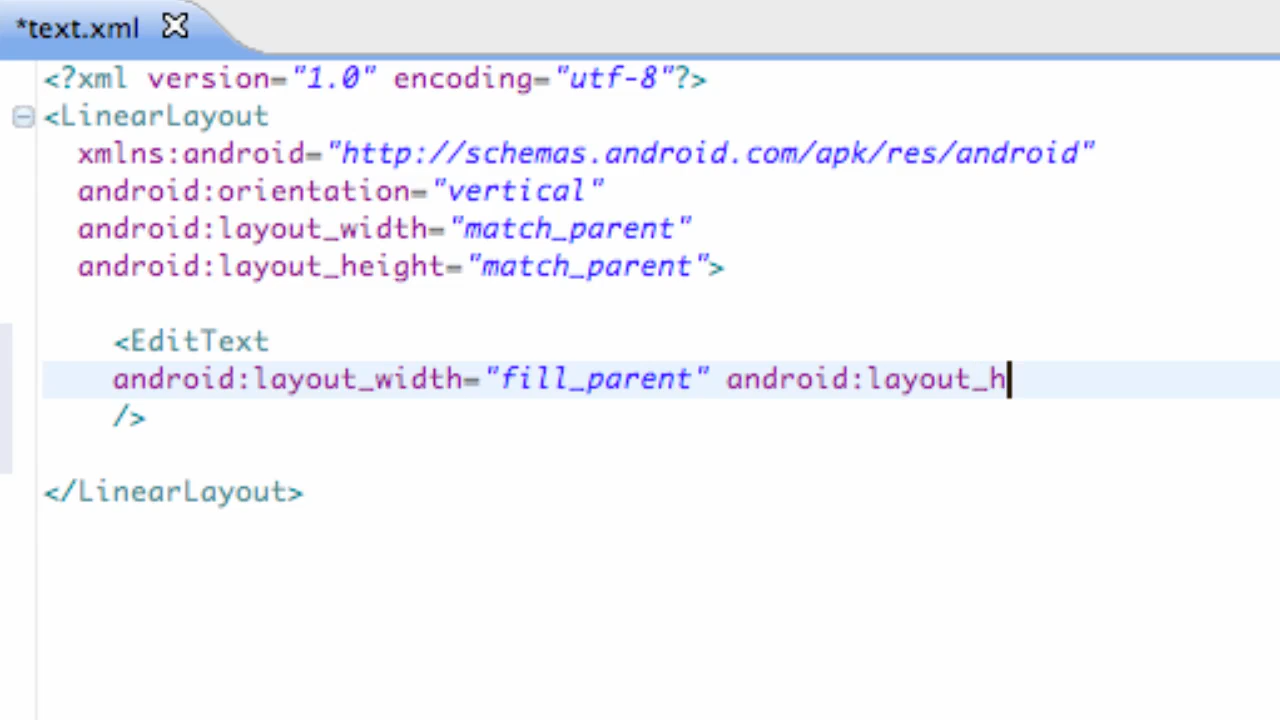 *text.xml
<?xml version="1.0" encoding="utf-8"?>
<LinearLayout
xmlns:android="http://schemas.android.com/apk/res/android"
android:orientation="vertical"
android:layout_width="match_parent"
android:layout_height="match_parent">
<EditText
android:layout_width="fill_parent" android:layout_h
/>
</LinearLayout>